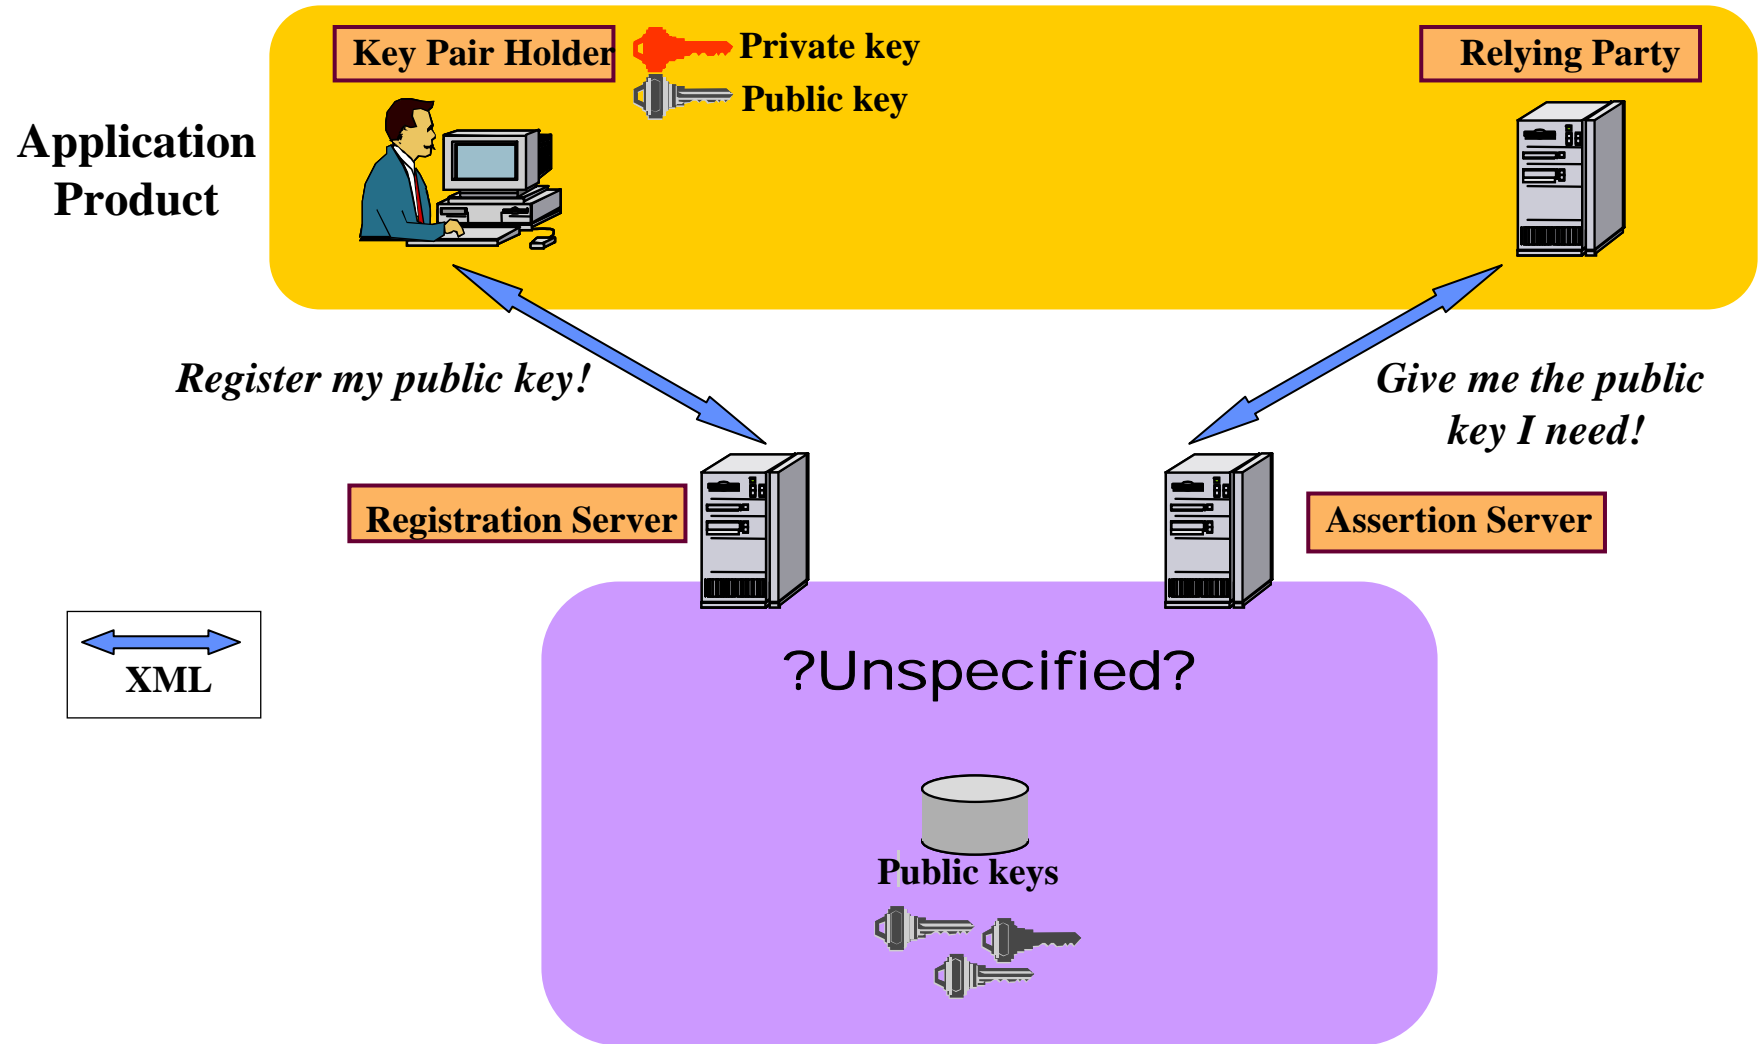 Key Pair Holder
Private key
Public key
Relying Party
Application
Product
Register my public key!
Give me the public
key I need!
Registration Server
Assertion Server
XML
?Unspecified?
Public keys